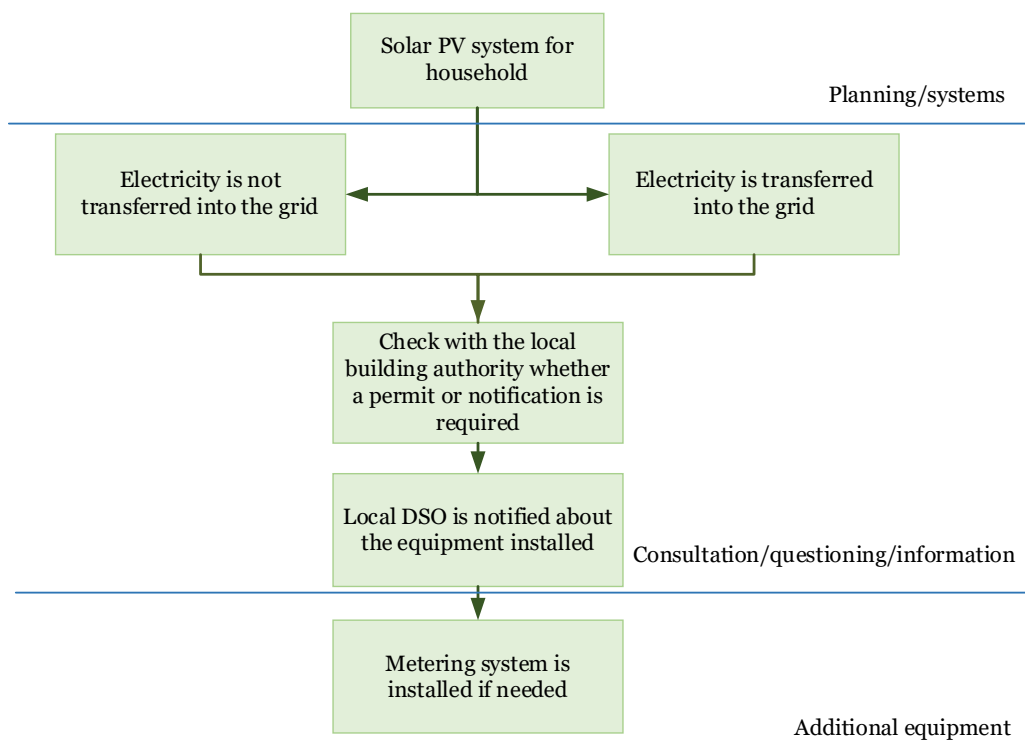 Solar PV system for
household
Planning/systems
Electricity is not
transferred into the grid
Electricity is transferred
into the grid
Check with the local
building authority whether
a permit or notification is
required
Local DSO is notified about
the equipment installed
Consultation/questioning/information
Metering system is
installed if needed
Additional equipment